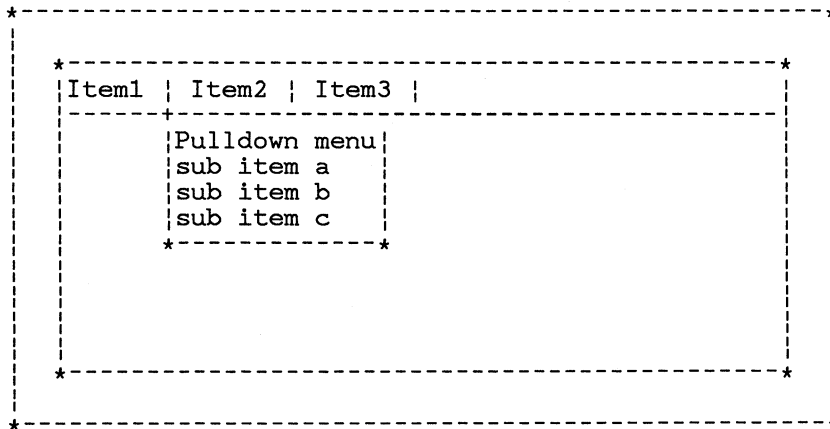 Item1 ¦ Item2 ¦ Item3 ¦
Pulldown menu
sub item a
sub item b
sub item c